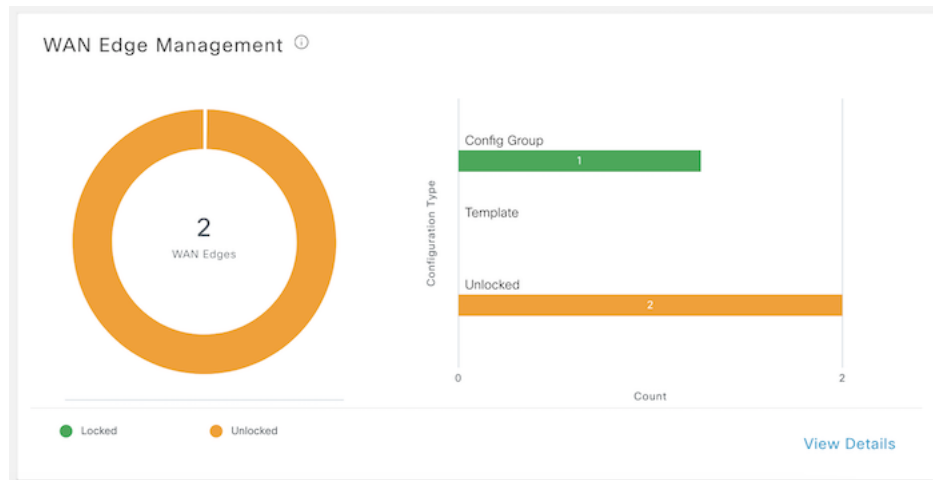 WAN Edge Management
2
WAN Edges
Locked
Unlocked
Configuration Type
Config Group
1
Template
Unlocked
2
0
2
Count
View Details